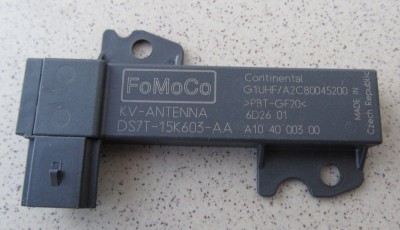 FoMoCo
KV-ANTENNA
DS7T-15K603-AA
Continental
G1UHF/A2C80045200
>PBT-GF20<
6D26 01
A10 40 003 00
MADE IN
Czech Republic